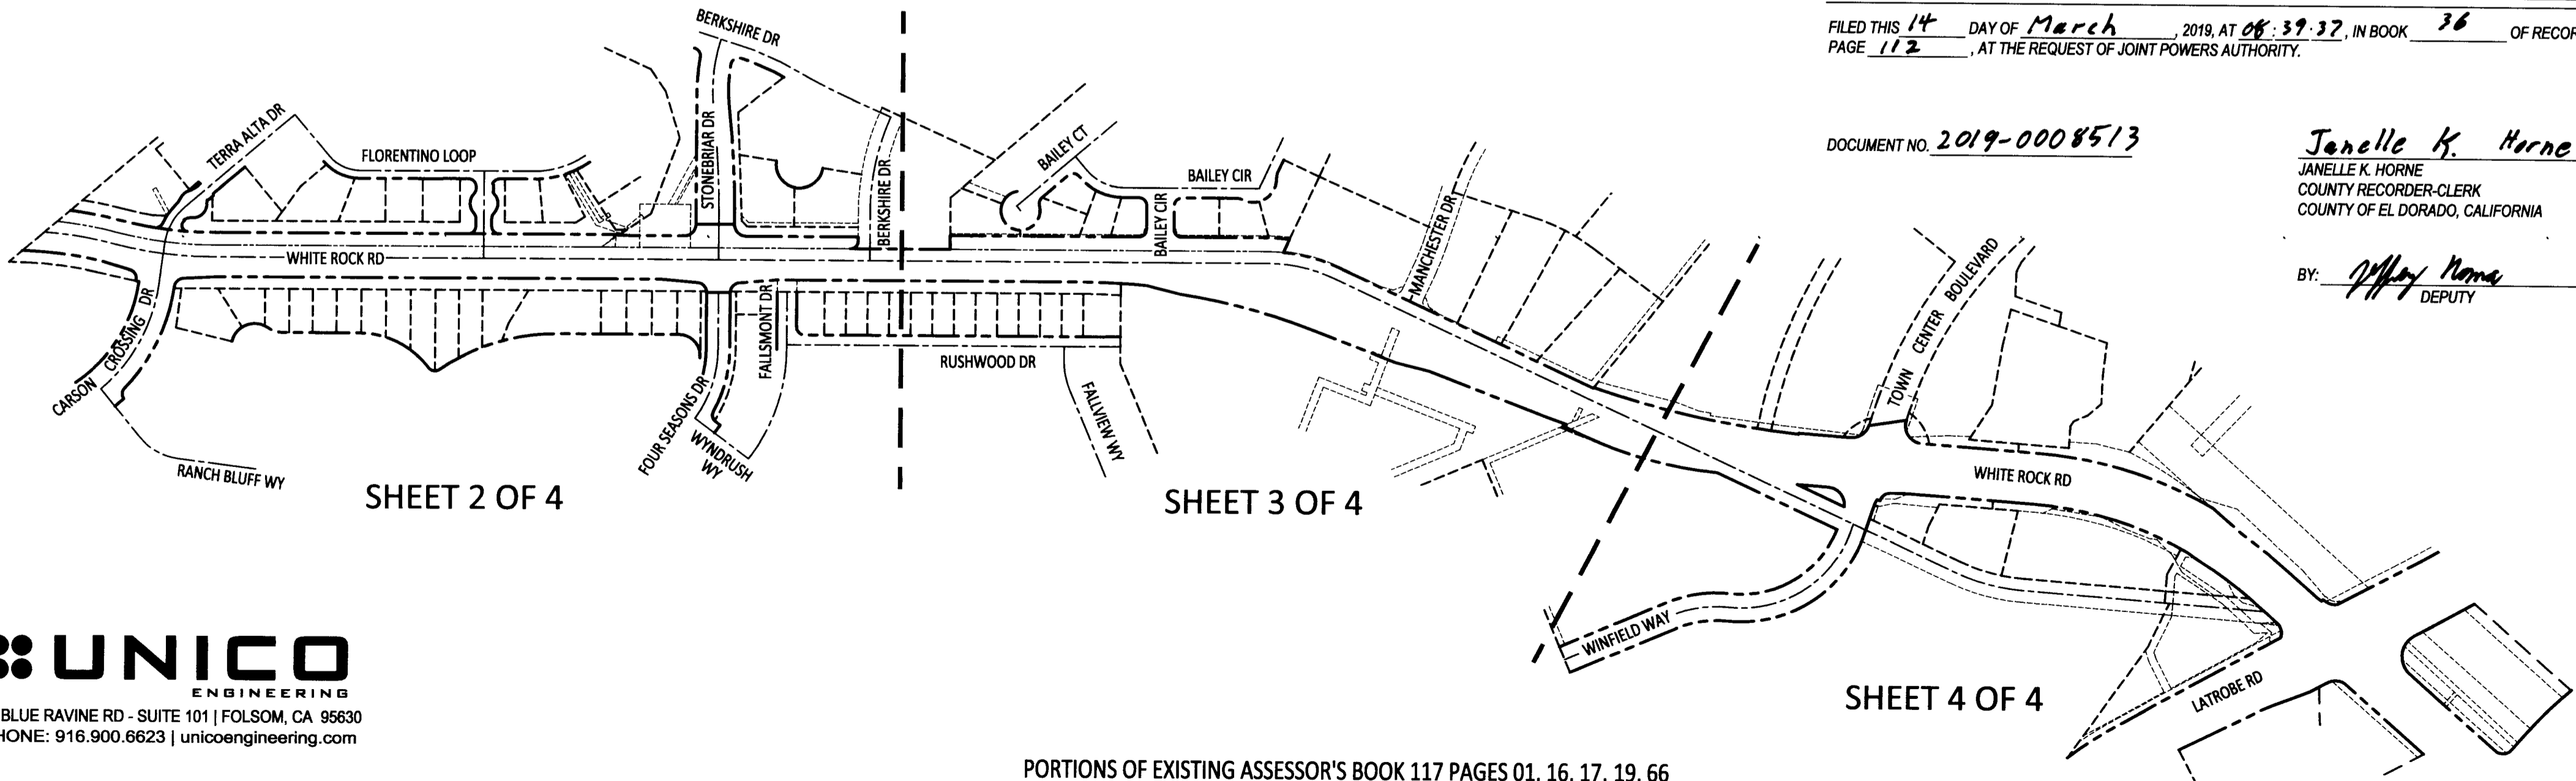 FILED THIS 14 DAY OF March , 2019, AT 08:39:37, IN BOOK 36 OF RECOR
PAGE 112 , AT THE REQUEST OF JOINT POWERS AUTHORITY.
DOCUMENT NO. 2019-0008513
Janelle K. Horne
JANELLE K. HORNE
COUNTY RECORDER-CLERK
COUNTY OF EL DORADO, CALIFORNIA
BY:
DEPUTY
BERKSHIRE DR
TERRA ALTA DR
FLORENTINO LOOP
STONEBRIAR DR
BERKSHIRE DR
BAILEY CT
BAILEY CIR
BAILEY CIR
MANCHESTER DR
TOWN CENTER BOULEVARD
WHITE ROCK RD
CARSON CROSSING DR
FALLSMONT DR
RUSHWOOD DR
FOUR SEASONS DR
WYNDRUSH WY
FALLVIEW WY
RANCH BLUFF WY
WHITE ROCK RD
SHEET 2 OF 4
SHEET 3 OF 4
WINFIELD WAY
SHEET 4 OF 4
LATROBE RD
UNICO
ENGINEERING
BLUE RAVINE RD - SUITE 101 | FOLSOM, CA 95630
HONE: 916.900.6623 | unicoengineering.com
PORTIONS OF EXISTING ASSESSOR'S BOOK 117 PAGES 01, 16, 17, 19, 66